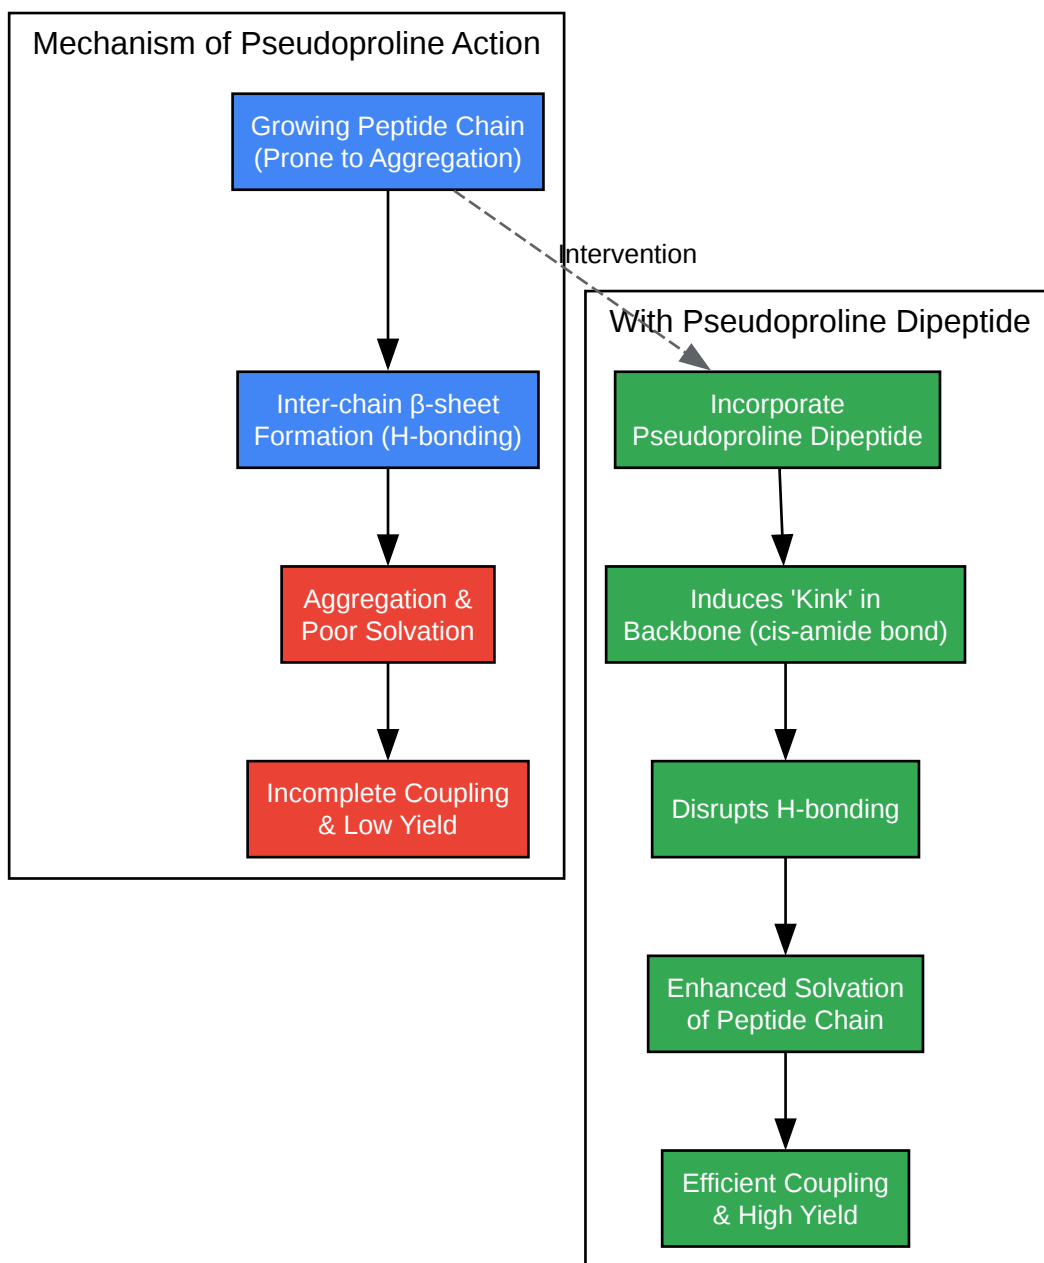 Mechanism of Pseudoproline Action
Growing Peptide Chain
(Prone to Aggregation)
Intervention
Inter-chain β-sheet
Formation (H-bonding)
Aggregation &
Poor Solvation
Incomplete Coupling
& Low Yield
With Pseudoproline Dipeptide
Incorporate
Pseudoproline Dipeptide
Induces 'Kink' in
Backbone (cis-amide bond)
Disrupts H-bonding
Enhanced Solvation
of Peptide Chain
Efficient Coupling
& High Yield